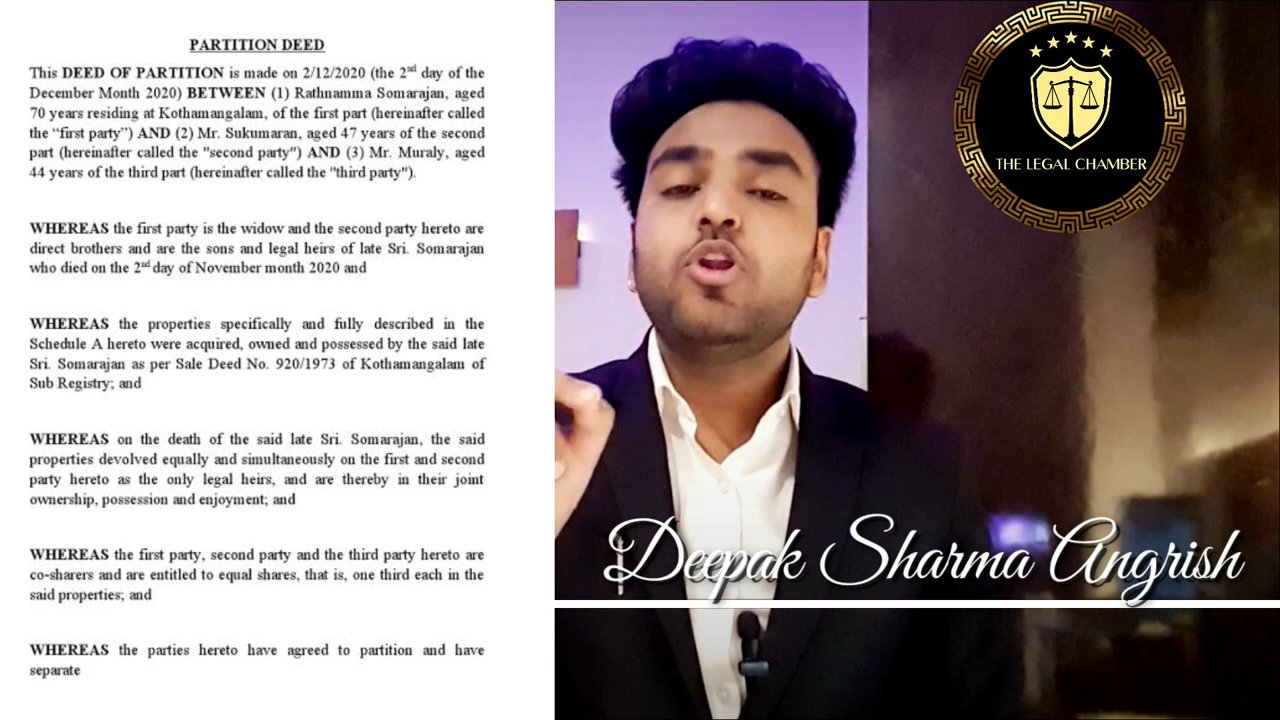 PARTITION DEED
This DEED OF PARTITION is made on 2/12/2020 (the 2nd day of the
December Month 2020) BETWEEN (1) Rathnamma Somarajan, aged
70 years residing at Kothamangalam, of the first part (hereinafter called
the “first party”) AND (2) Mr. Sukumaran, aged 47 years of the second
part (hereinafter called the "second party") AND (3) Mr. Muraly, aged
44 years of the third part (hereinafter called the "third party").
WHEREAS the first party is the widow and the second party hereto are
direct brothers and are the sons and legal heirs of late Sri. Somarajan
who died on the 2nd day of November month 2020 and
WHEREAS the properties specifically and fully described in the
Schedule A hereto were acquired, owned and possessed by the said late
Sri. Somarajan as per Sale Deed No. 920/1973 of Kothamangalam of
Sub Registry; and
WHEREAS on the death of the said late Sri. Somarajan, the said
properties devolved equally and simultaneously on the first and second
party hereto as the only legal heirs, and are thereby in their joint
ownership, possession and enjoyment; and
WHEREAS the first party, second party and the third party hereto are
co-sharers and are entitled to equal shares, that is, one third each in the
said properties; and
WHEREAS the parties hereto have agreed to partition and have
separate
THE LEGAL CHAMBER
Deepak Sharma Angrish